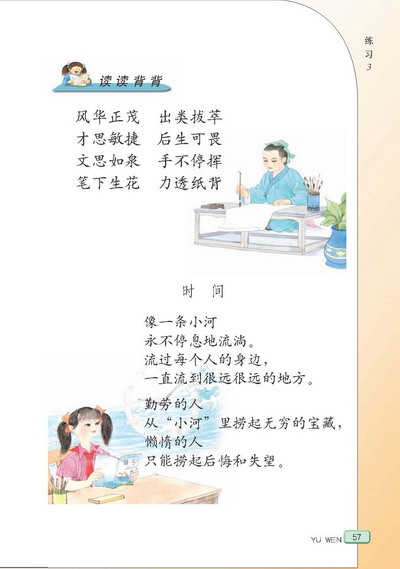 练习3
读读背背
风华正茂 出类拔萃
才思敏捷 后生可畏
文思如泉 手不停挥
笔下生花 力透纸背
时 间
像一条小河
永不停息地流淌。
流过每个人的身边,
一直流到很远很远的地方。
勤劳的人
从“小河”里捞起无穷的宝藏,
懒惰的人
只能捞起后悔和失望。
YU WEN 57